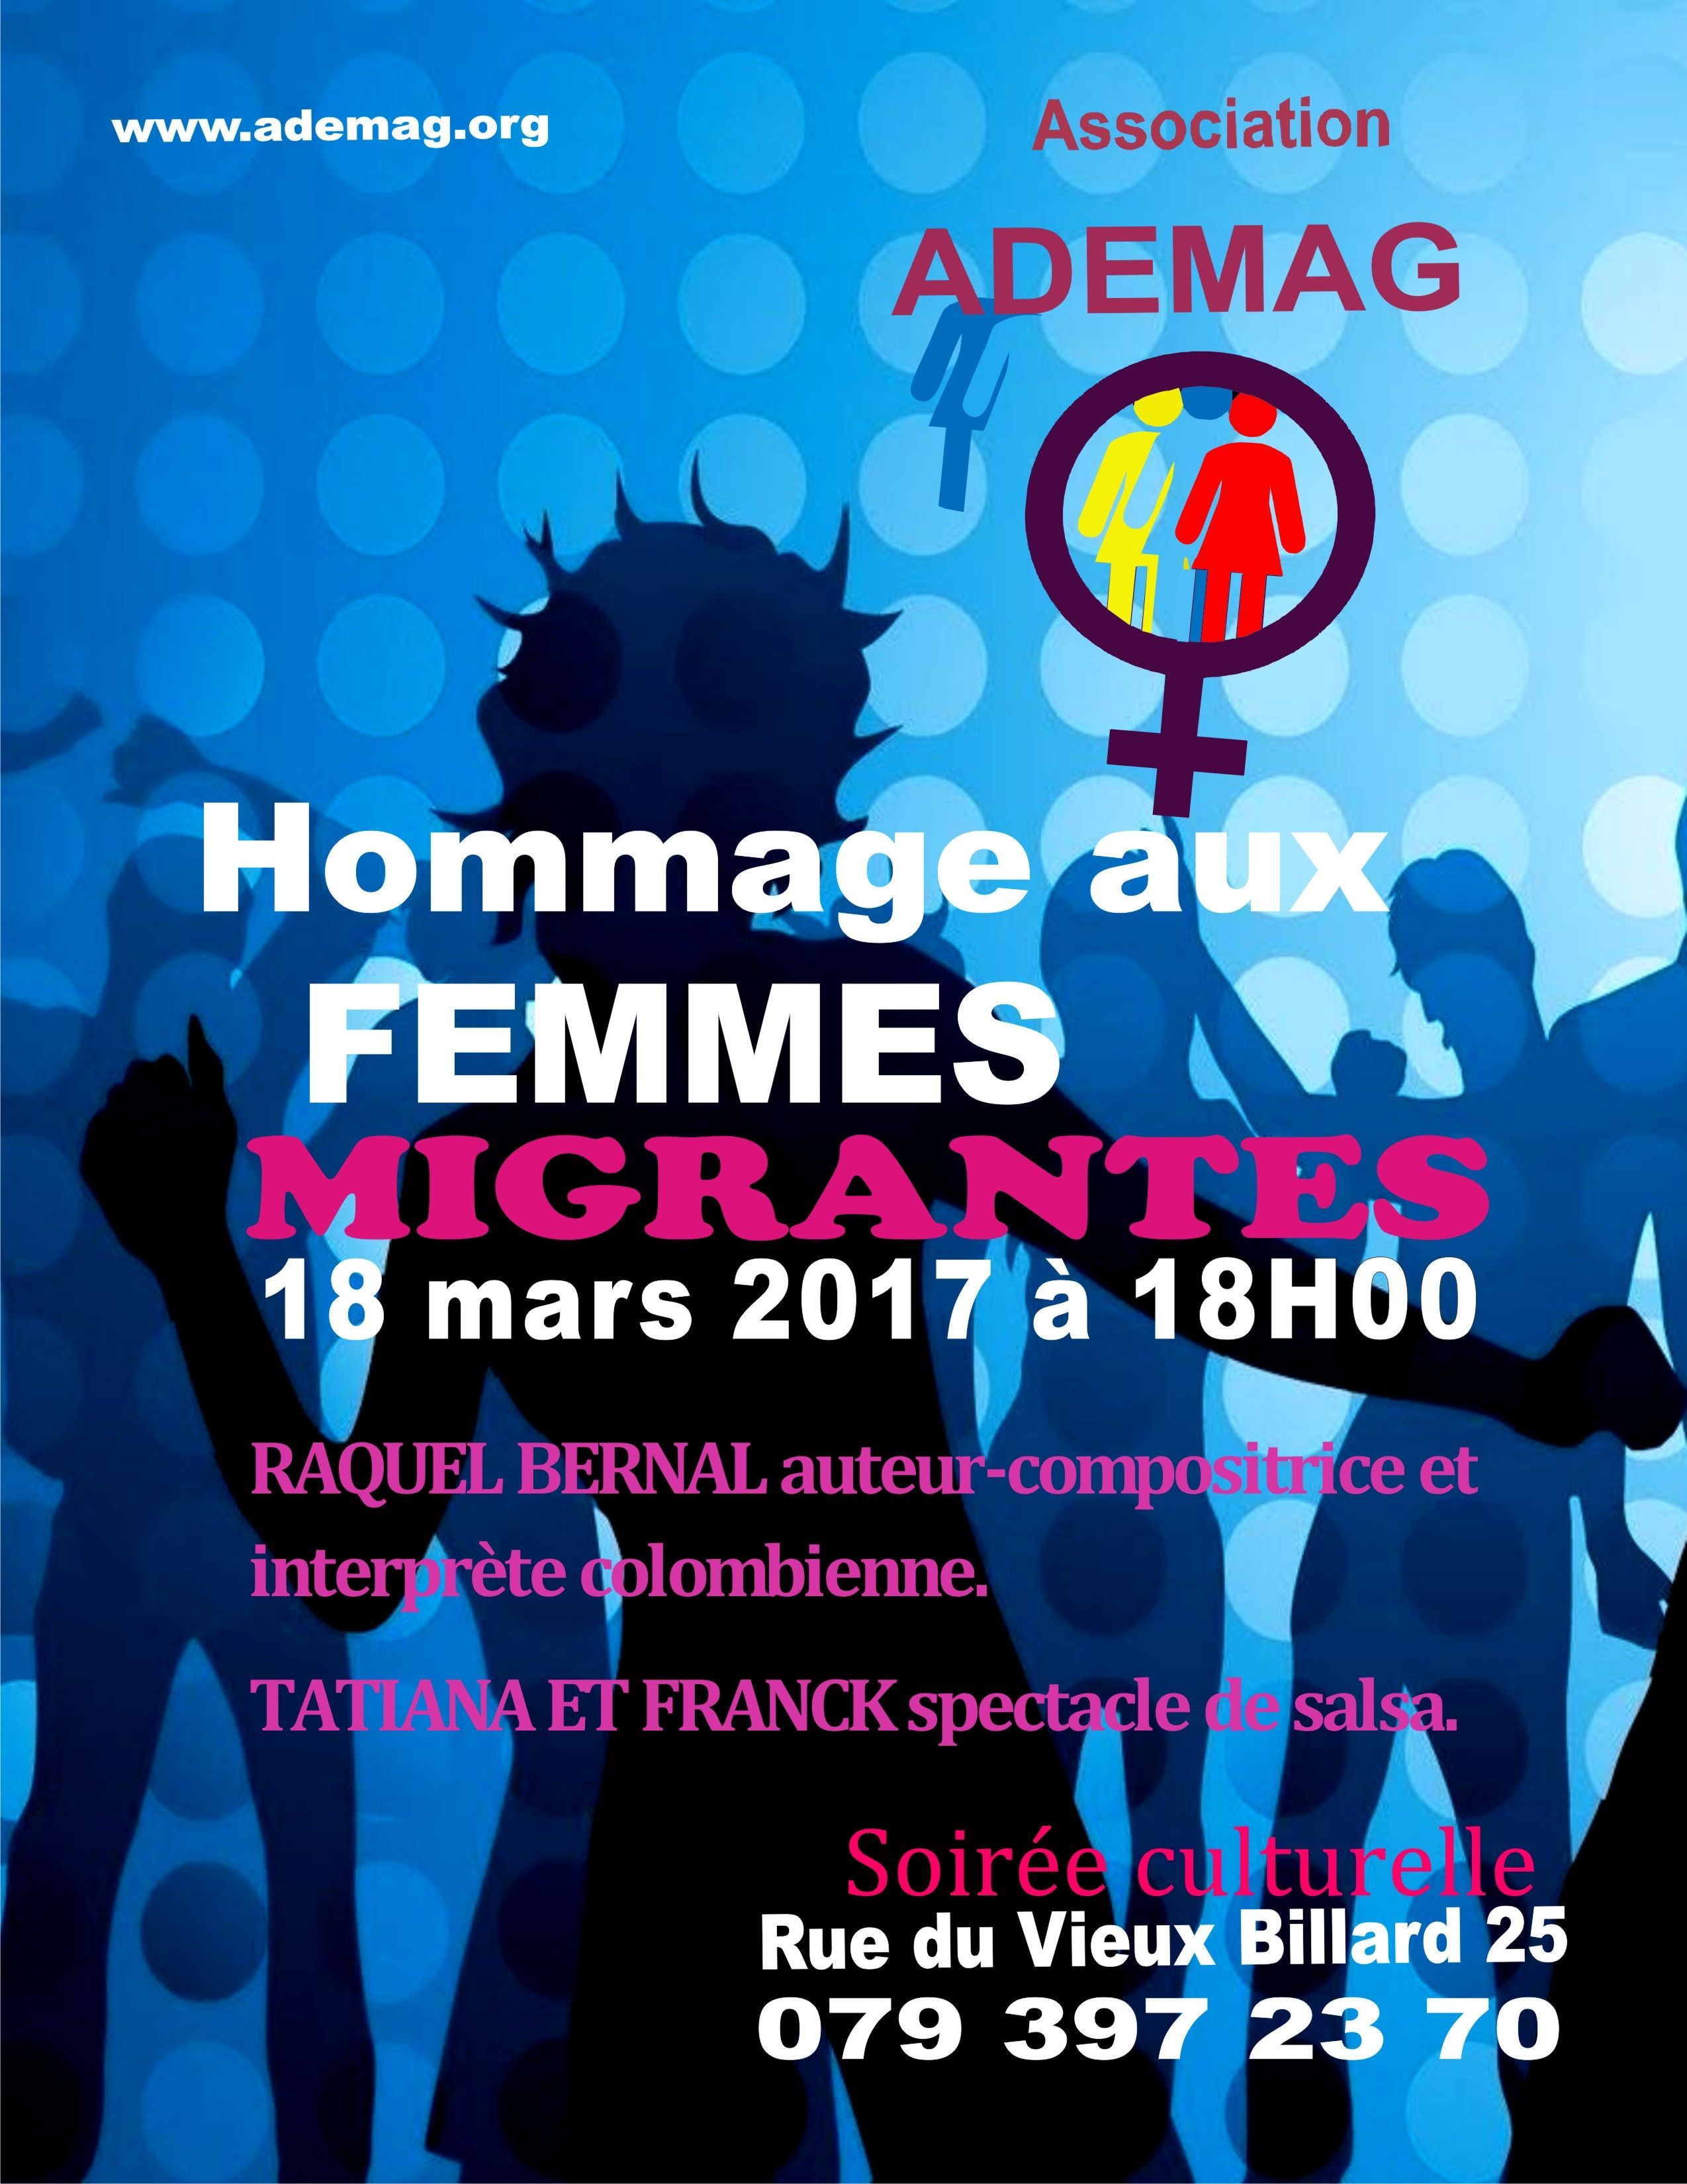 www.ademag.org
Association
ADEMAG
Hommage aux
FEMMES
MIGRANTES
18 mars 2017 à 18H00
RAQUEL BERNAL auteur-compositrice et
interprète colombienne.
TATIANA ET FRANCK spectacle de salsa.
Soirée culturelle
Rue du Vieux Billard 25
079 397 23 70